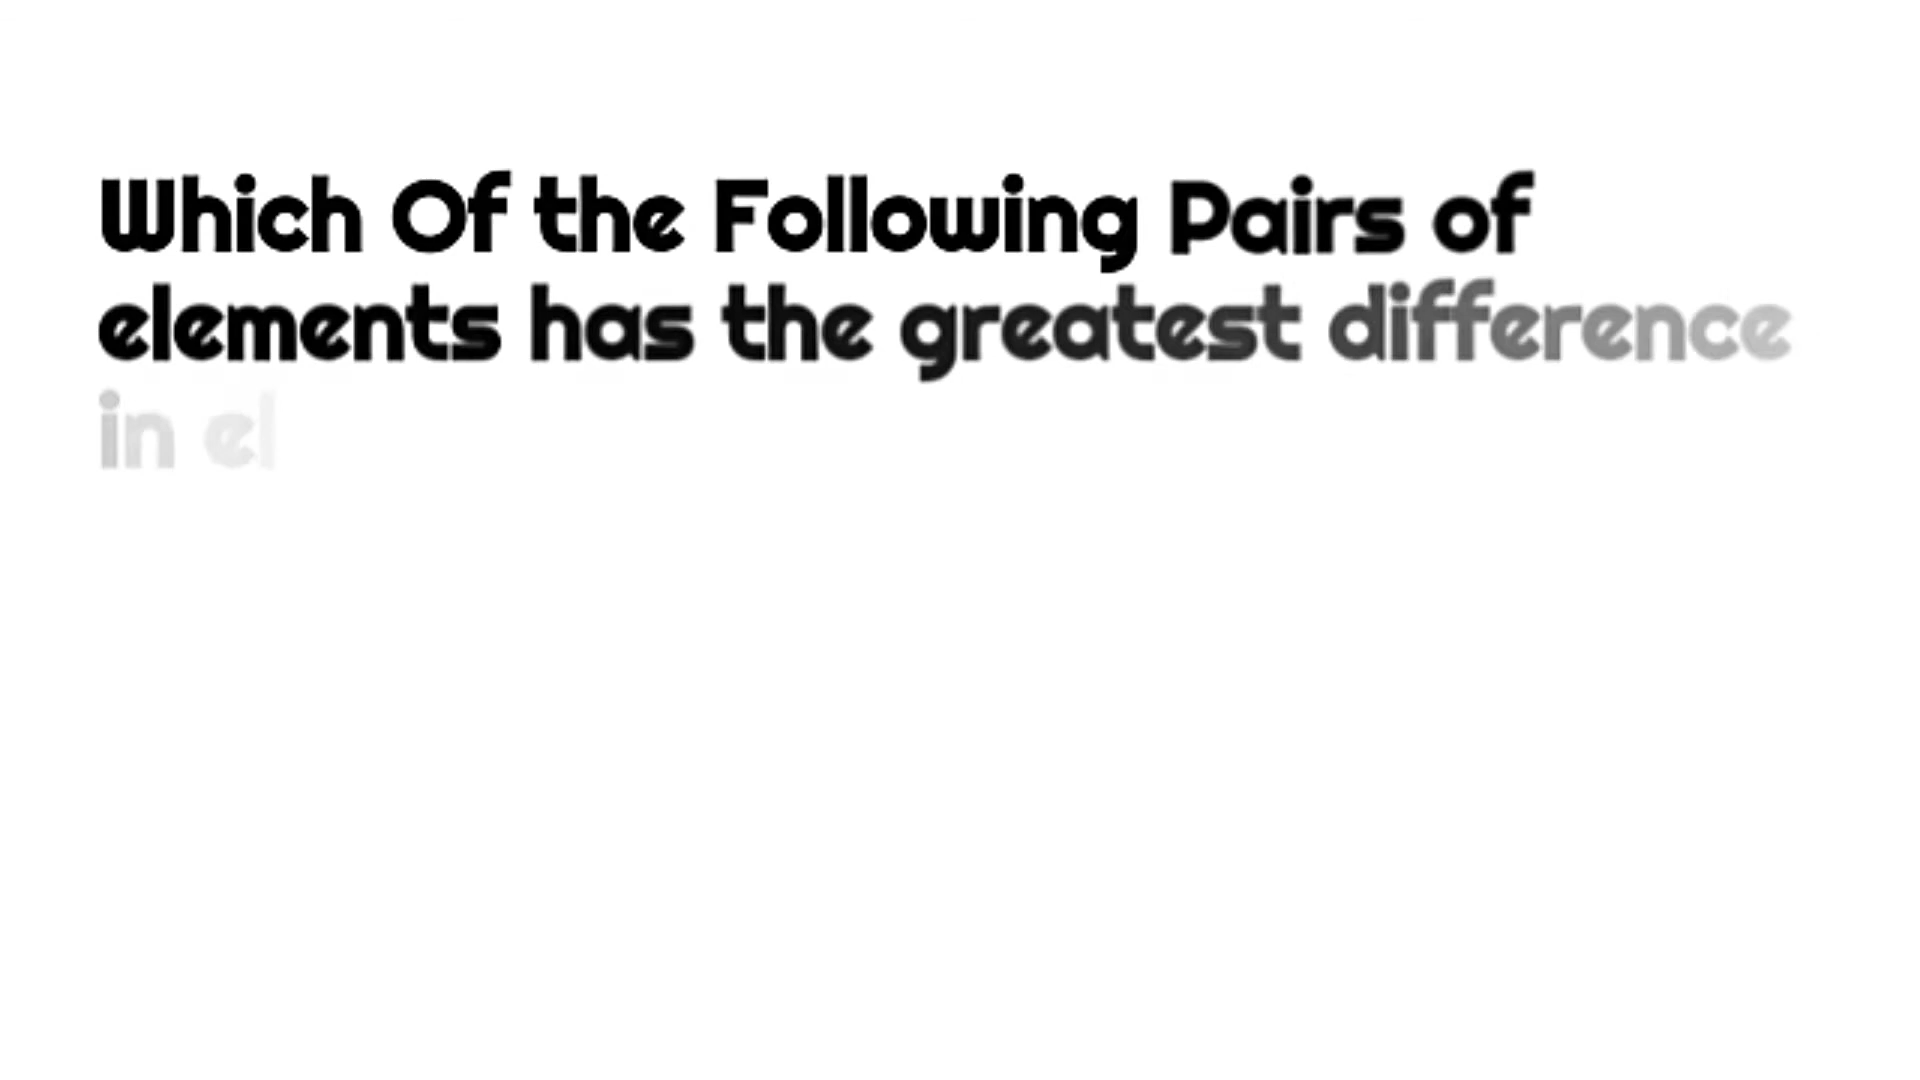 Which Of the Following Pairs of
elements has the greatest difference
in el